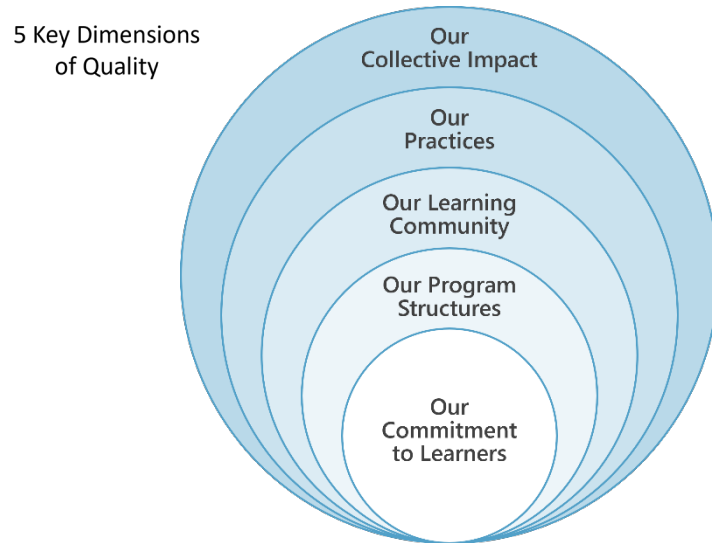 5 Key Dimensions
of Quality
Our
Collective Impact
Our
Practices
Our Learning
Community
Our Program
Structures
Our
Commitment
to Learners